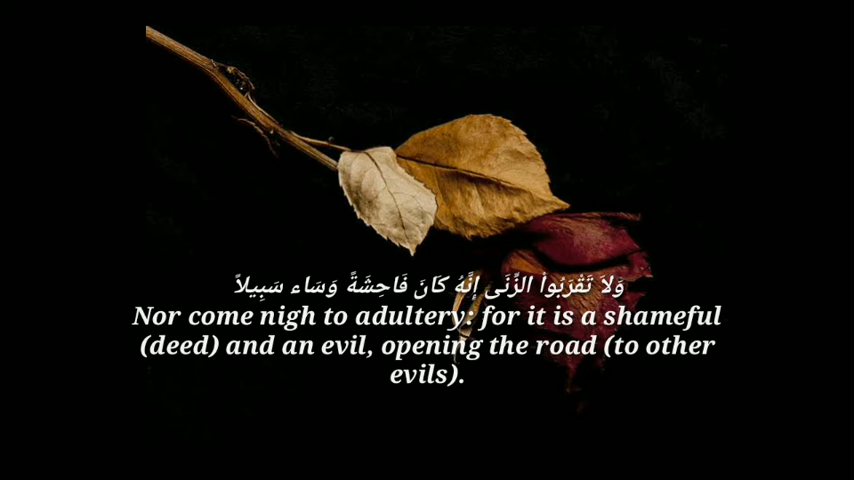 وَلاَ تَقْرَبُواْ الزِّنَى إِنَّهُ كَانَ فَاحِشَةً وَسَاء سَبِيلاً
Nor come nigh to adultery: for it is a shameful
(deed) and an evil, opening the road (to other
evils).